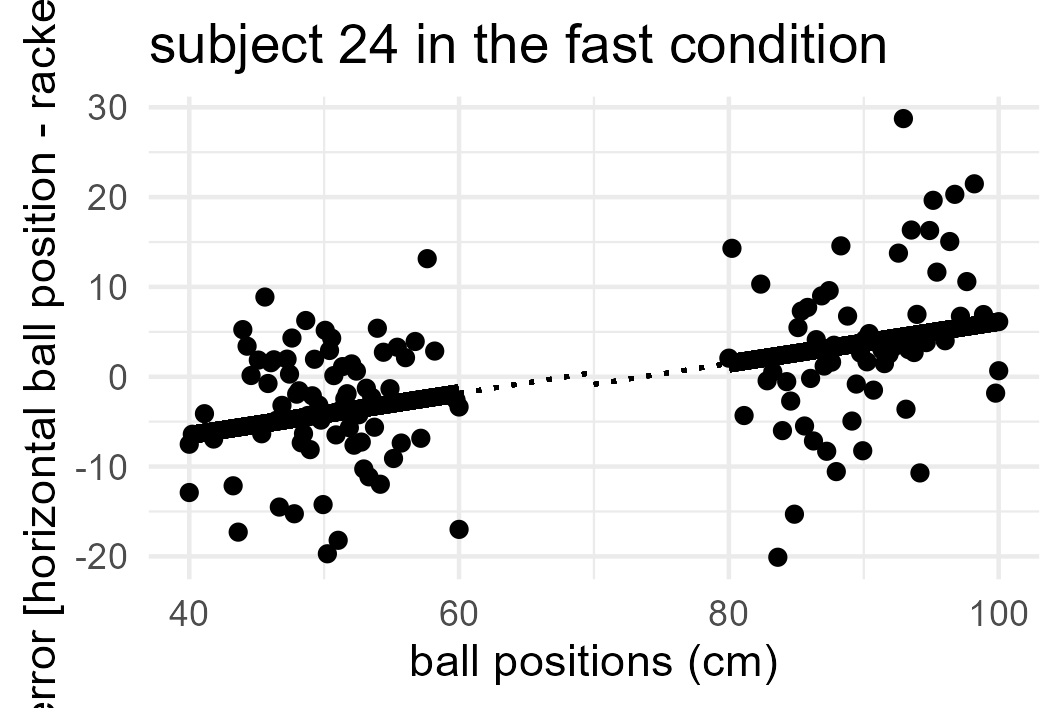 subject 24 in the fast condition
error [horizontal ball position - racke
30
20
10
0
-10
-20
40 60 80 100
ball positions (cm)